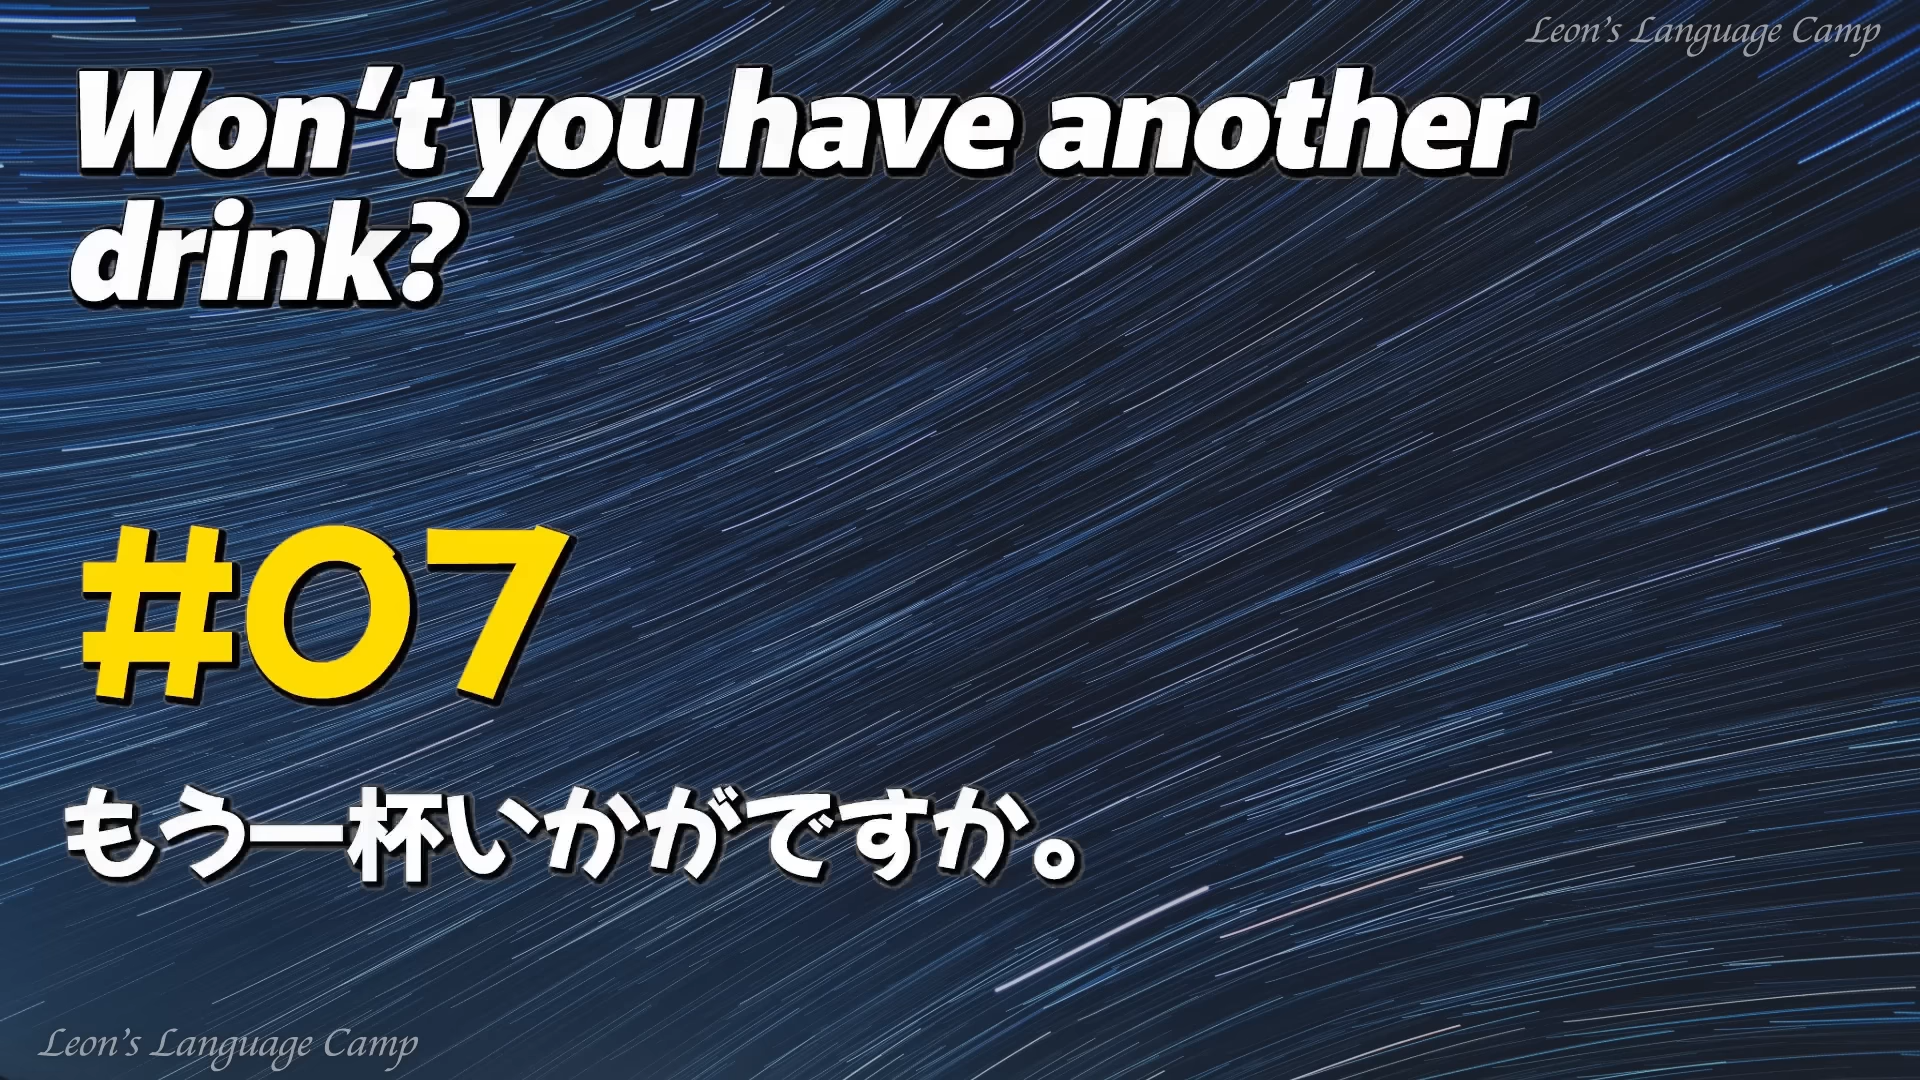 Leon's Language Camp
Won't you have another
drink?
#07
もう一杯いかがですか。
Leon's Language Camp